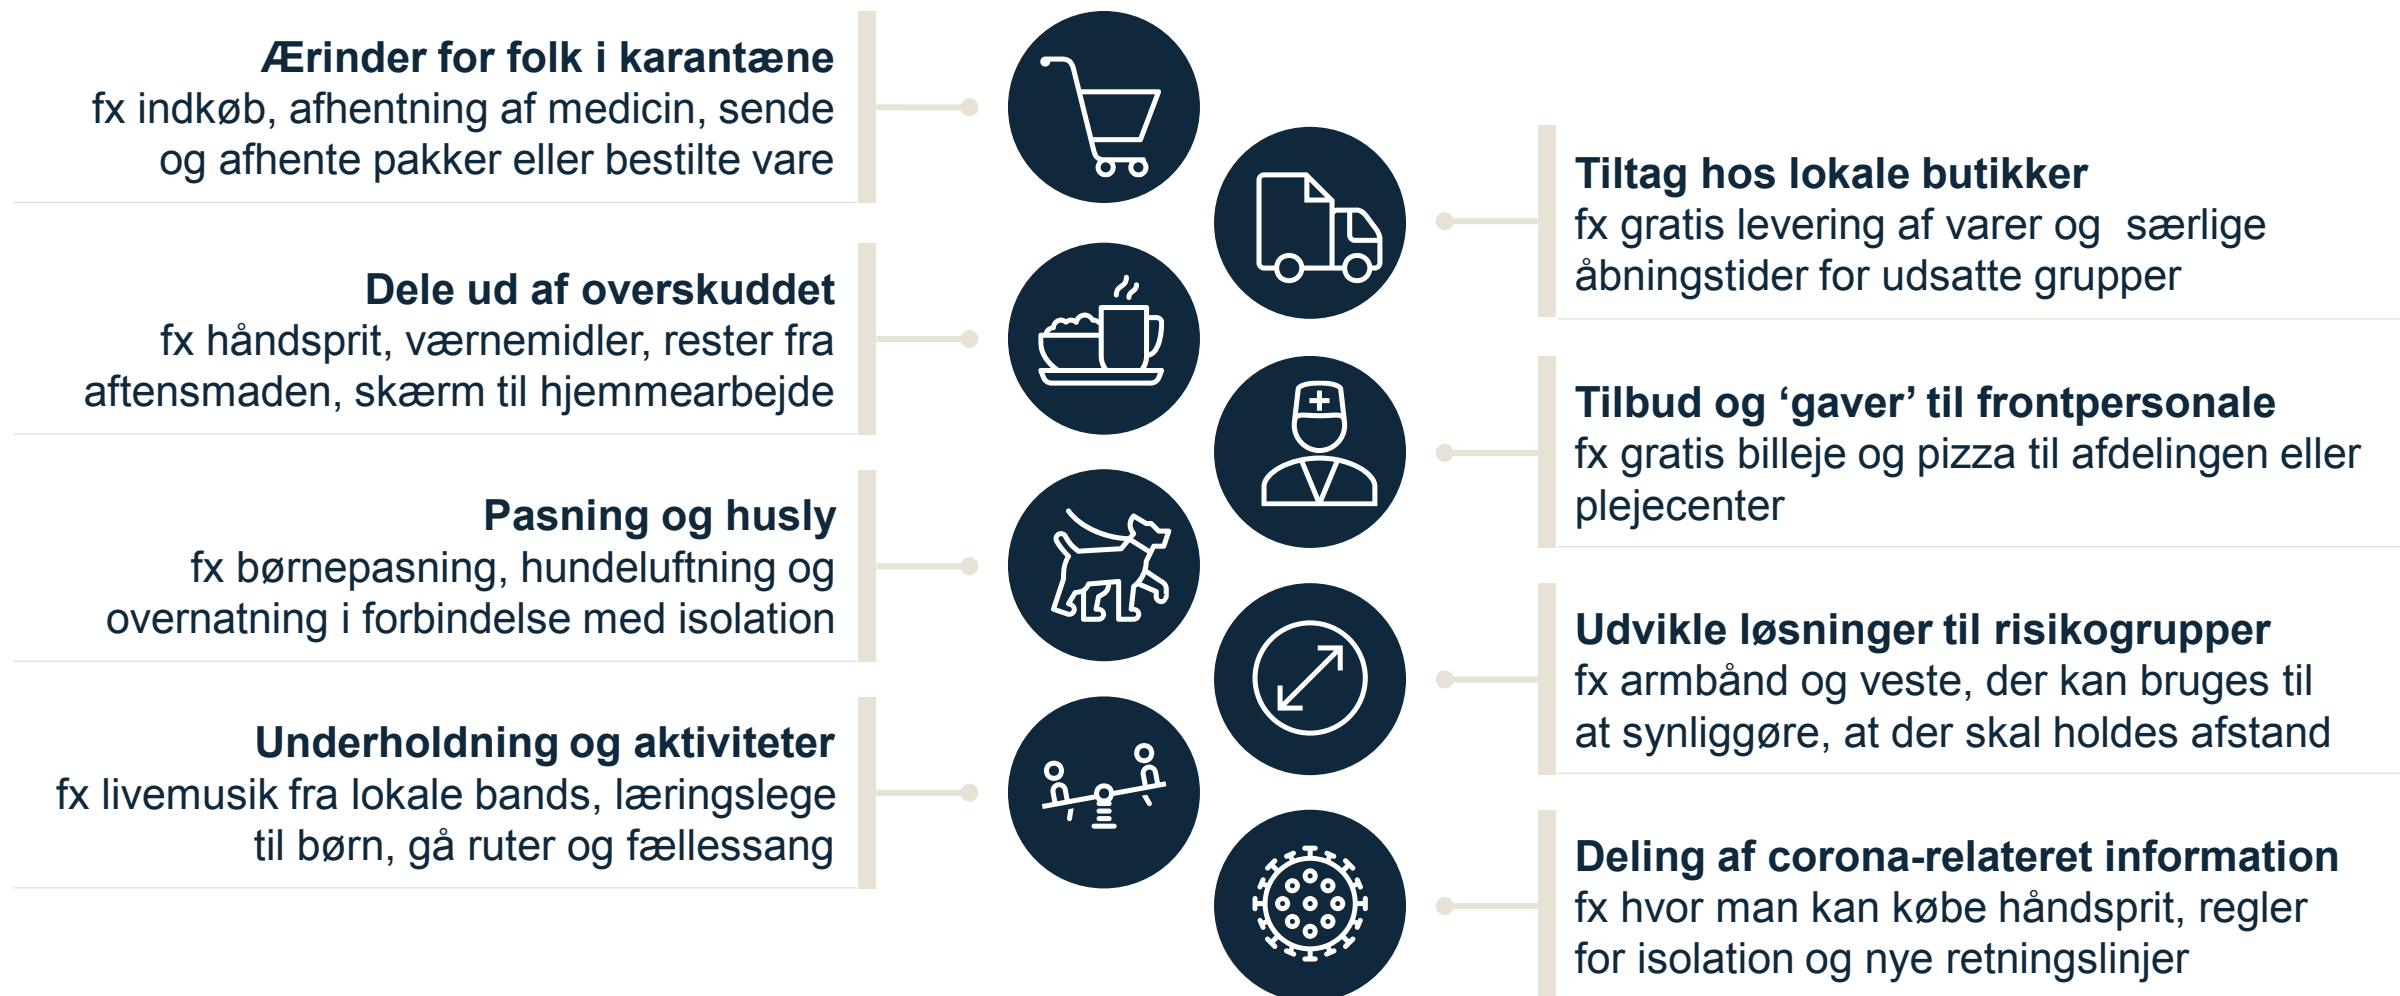 Ærinder for folk i karantæne
fx indkøb, afhentning af medicin, sende
og afhente pakker eller bestilte vare
Dele ud af overskuddet
fx håndsprit, værnemidler, rester fra
aftensmaden, skærm til hjemmearbejde
Pasning og husly
fx børnepasning, hundeluftning og
overnatning i forbindelse med isolation
Underholdning og aktiviteter
fx livemusik fra lokale bands, læringslege
til børn, gå ruter og fællessang
Tiltag hos lokale butikker
fx gratis levering af varer og  særlige
åbningstider for udsatte grupper
Tilbud og ‘gaver’ til frontpersonale
fx gratis billeje og pizza til afdelingen eller
plejecenter
Udvikle løsninger til risikogrupper
fx armbånd og veste, der kan bruges til
at synliggøre, at der skal holdes afstand
Deling af corona-relateret information
fx hvor man kan købe håndsprit, regler
for isolation og nye retningslinjer